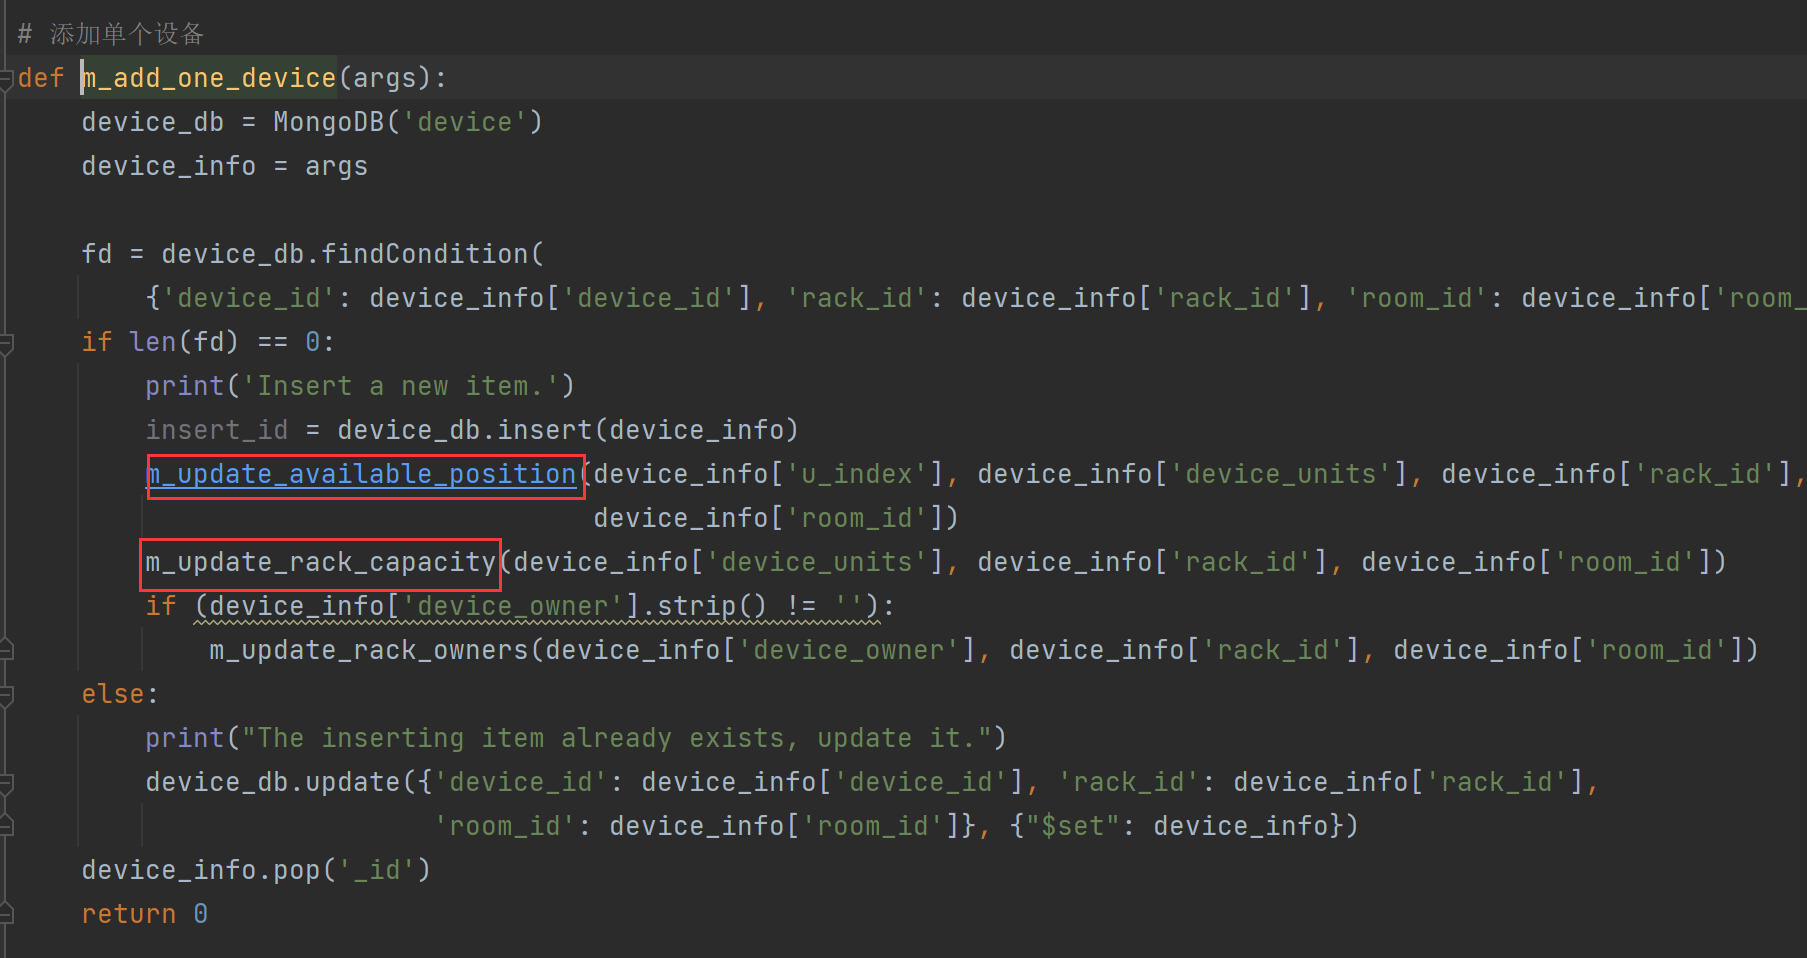 # 添加单个设备
def m_add_one_device(args):
    device_db = MongoDB('device')
    device_info = args
    fd = device_db.findCondition(
        {'device_id': device_info['device_id'], 'rack_id': device_info['rack_id'], 'room_id': device_info['room_
    if len(fd) == 0:
        print('Insert a new item.')
        insert_id = device_db.insert(device_info)
        m_update_available_position(device_info['u_index'], device_info['device_units'], device_info['rack_id'],
                                    device_info['room_id'])
        m_update_rack_capacity(device_info['device_units'], device_info['rack_id'], device_info['room_id'])
        if (device_info['device_owner'].strip() != ''):
            m_update_rack_owners(device_info['device_owner'], device_info['rack_id'], device_info['room_id'])
    else:
        print("The inserting item already exists, update it.")
        device_db.update({'device_id': device_info['device_id'], 'rack_id': device_info['rack_id'],
                          'room_id': device_info['room_id']}, {"$set": device_info})
    device_info.pop('_id')
    return 0